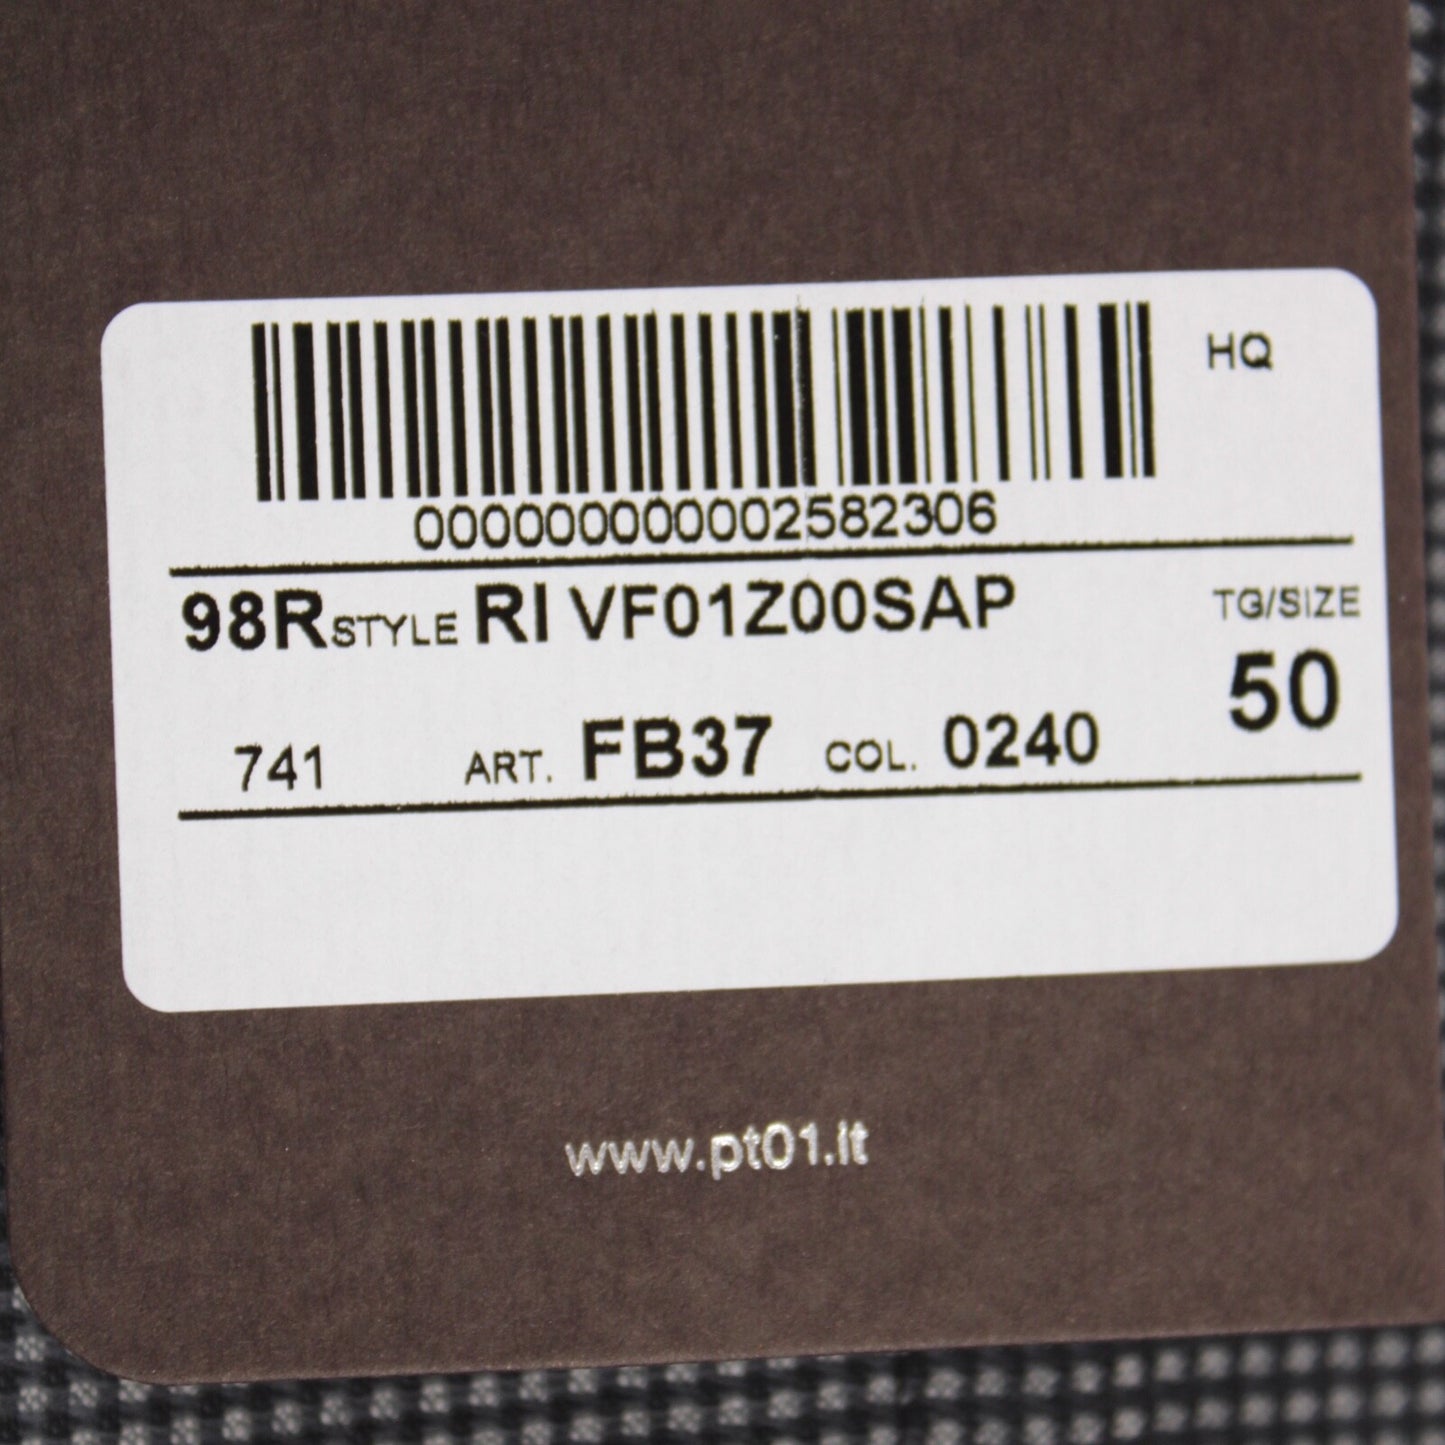 HQ
000000000002582306
98R STYLE RI VF01Z00SAP TG/SIZE
50
741 ART. FB37 COL. 0240
www.pt01.it